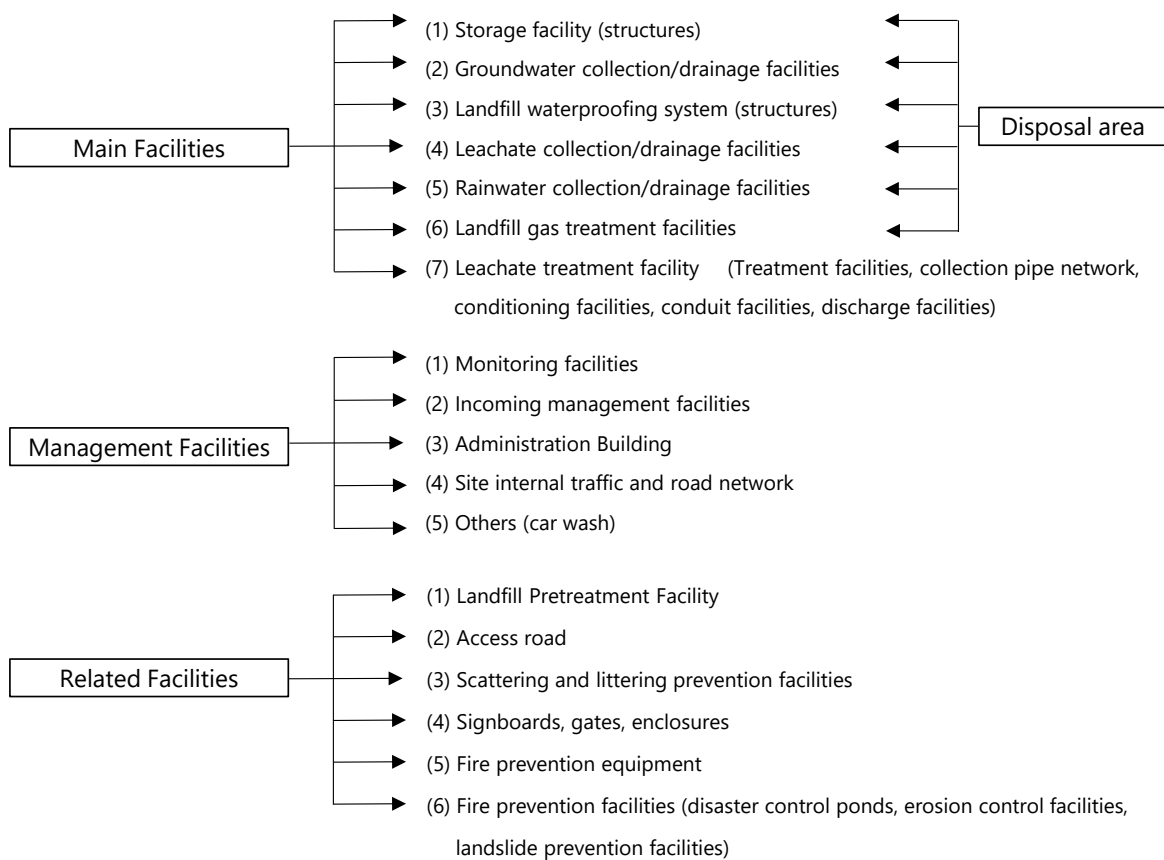 (1) Storage facility (structures)
(2) Groundwater collection/drainage facilities
(3) Landfill waterproofing system (structures)
Disposal area
Main Facilities
(4) Leachate collection/drainage facilities
(5) Rainwater collection/drainage facilities
(6) Landfill gas treatment facilities
(7) Leachate treatment facility (Treatment facilities, collection pipe network,
conditioning facilities, conduit facilities, discharge facilities)
(1) Monitoring facilities
(2) Incoming management facilities
Management Facilities
(3) Administration Building
(4) Site internal traffic and road network
(5) Others (car wash)
(1) Landfill Pretreatment Facility
(2) Access road
Related Facilities
(3) Scattering and littering prevention facilities
(4) Signboards, gates, enclosures
(5) Fire prevention equipment
(6) Fire prevention facilities (disaster control ponds, erosion control facilities,
landslide prevention facilities)